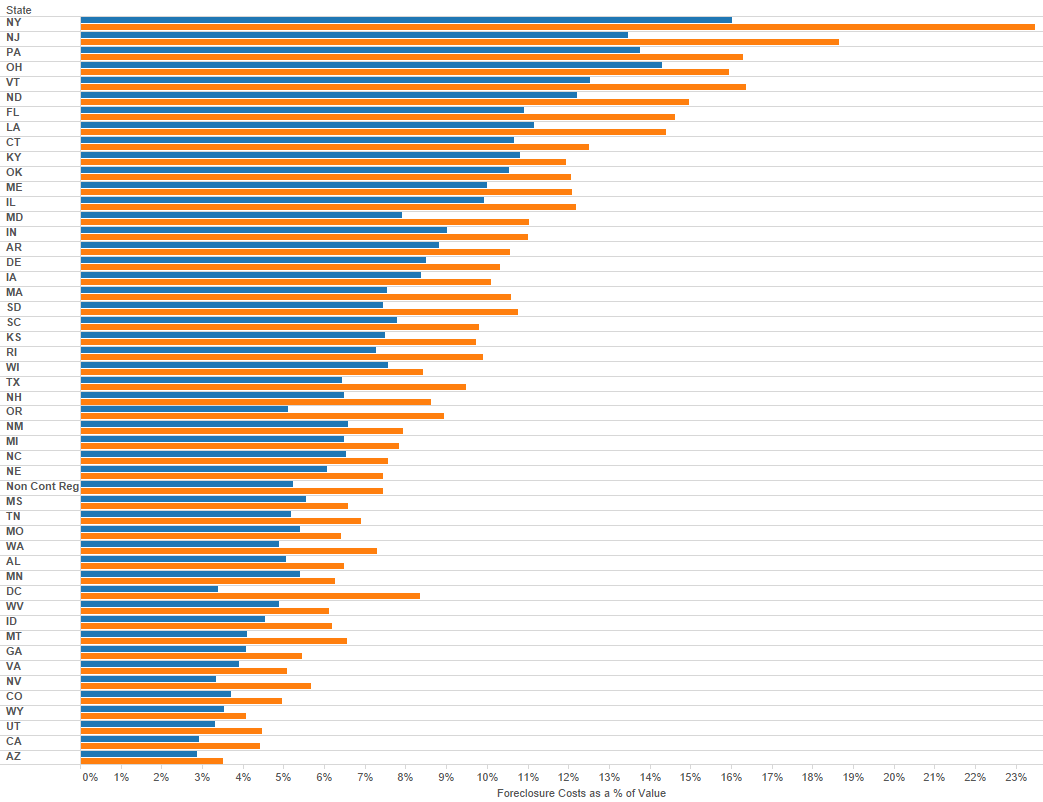 State
NY
NJ
PA
OH
VT
ND
FL
LA
CT
KY
OK
ME
IL
MD
IN
AR
DE
IA
MA
SD
SC
KS
RI
WI
TX
NH
OR
NM
MI
NC
NE
Non Cont Reg
MS
TN
MO
WA
AL
MN
DC
WV
ID
MT
GA
VA
NV
CO
WY
UT
CA
AZ
0% 1% 2% 3% 4% 5% 6% 7% 8% 9% 10% 11% 12% 13% 14% 15% 16% 17% 18% 19% 20% 21% 22% 23%
Foreclosure Costs as a % of Value